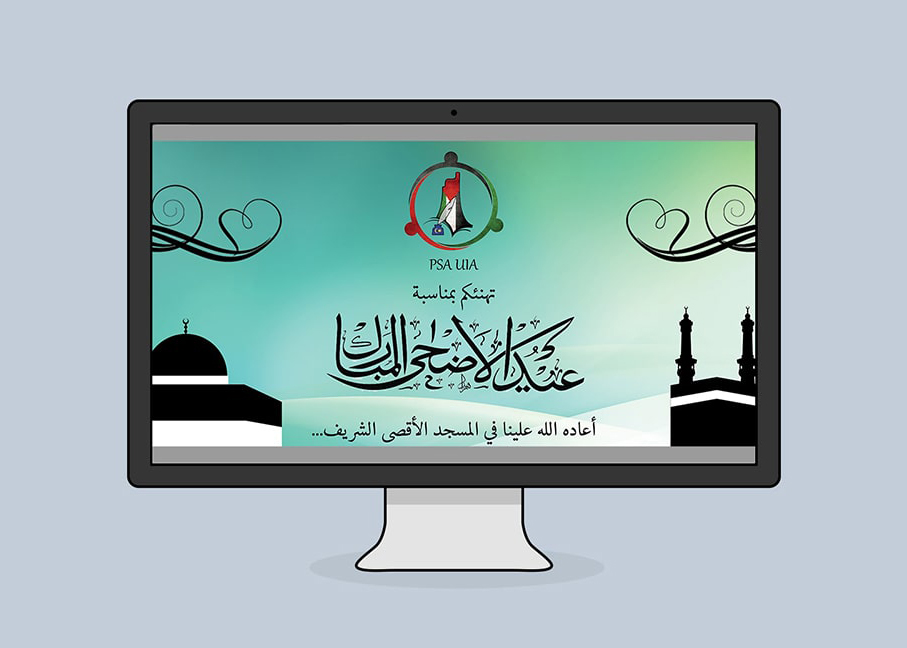 PSA UIA
تهنئكم بمناسبة
عيد الأضحى المبارك
أعاده الله علينا في المسجد الأقصى الشريف...